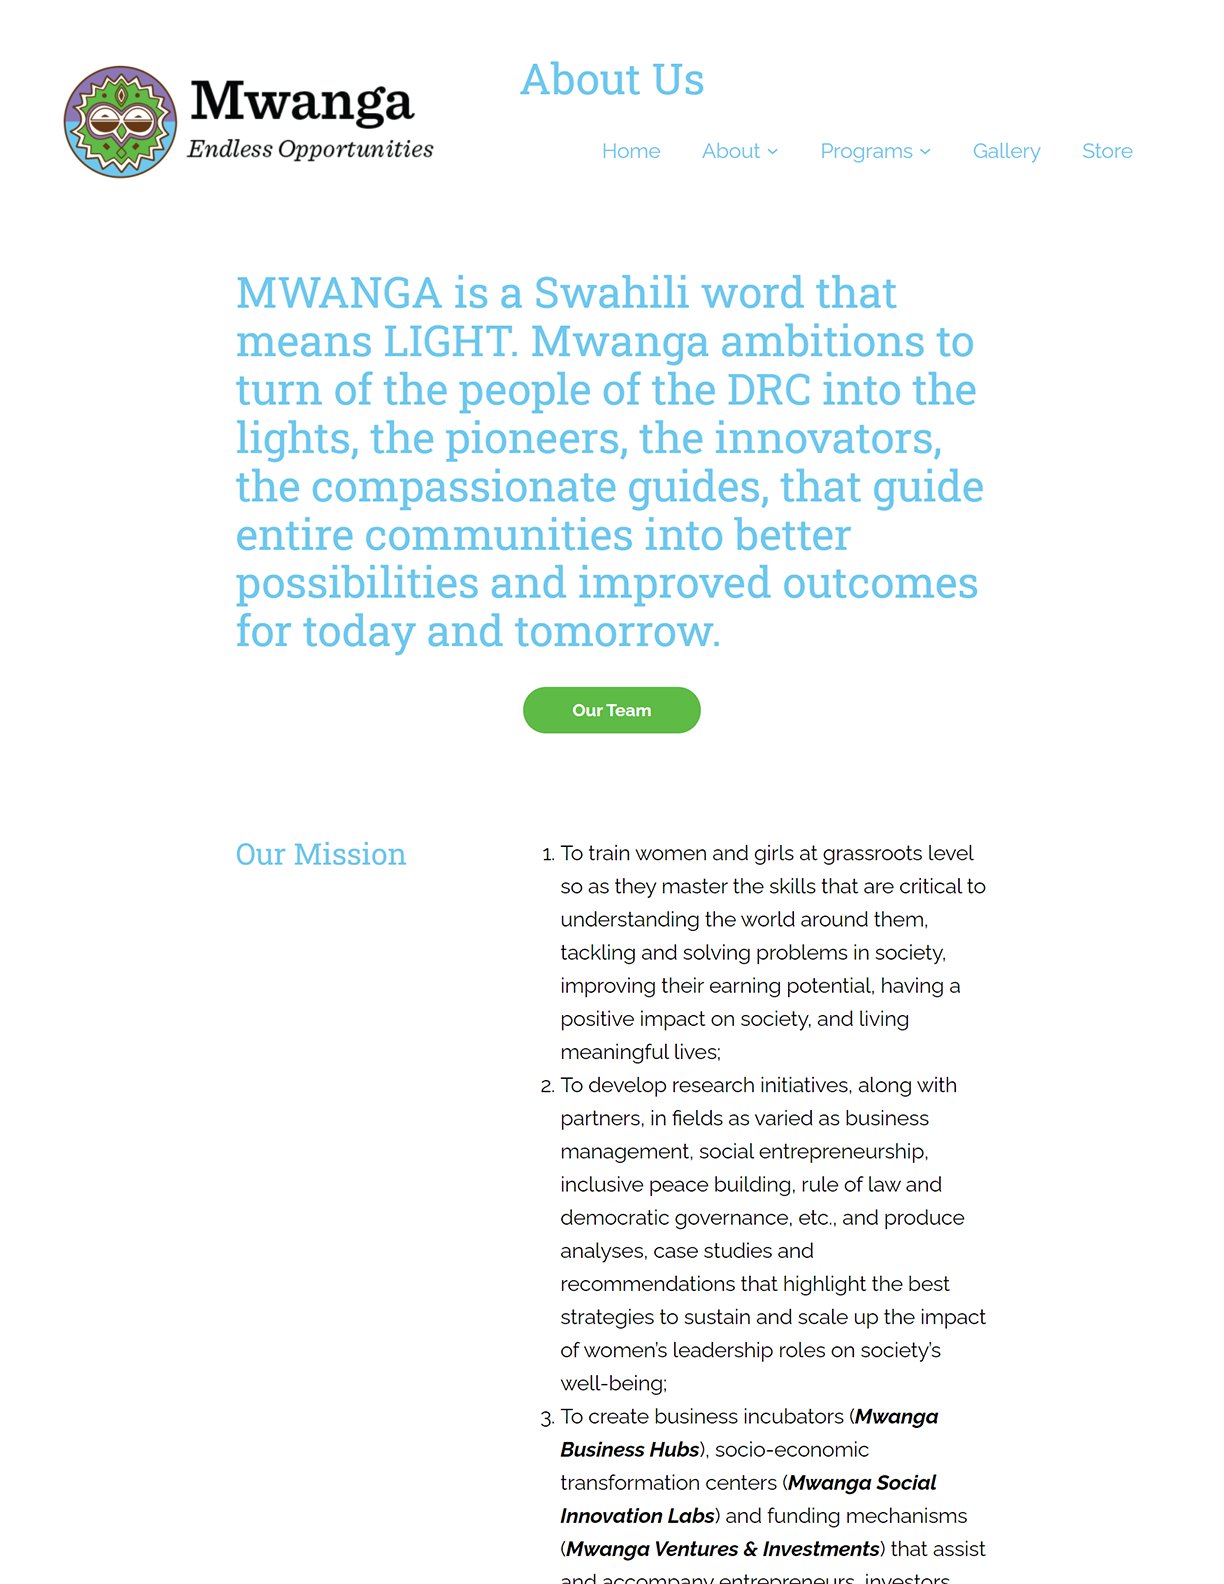 Mwanga
Endless Opportunities
About Us
Home About Programs Gallery Store
MWANGA is a Swahili word that
means LIGHT. Mwanga ambitions to
turn of the people of the DRC into the
lights, the pioneers, the innovators,
the compassionate guides, that guide
entire communities into better
possibilities and improved outcomes
for today and tomorrow.
Our Team
Our Mission
1. To train women and girls at grassroots level
so as they master the skills that are critical to
understanding the world around them,
tackling and solving problems in society,
improving their earning potential, having a
positive impact on society, and living
meaningful lives;
2. To develop research initiatives, along with
partners, in fields as varied as business
management, social entrepreneurship,
inclusive peace building, rule of law and
democratic governance, etc., and produce
analyses, case studies and
recommendations that highlight the best
strategies to sustain and scale up the impact
of women’s leadership roles on society’s
well-being;
3. To create business incubators (Mwanga
Business Hubs), socio-economic
transformation centers (Mwanga Social
Innovation Labs) and funding mechanisms
(Mwanga Ventures & Investments) that assist
and accompany entrepreneurs, investors,